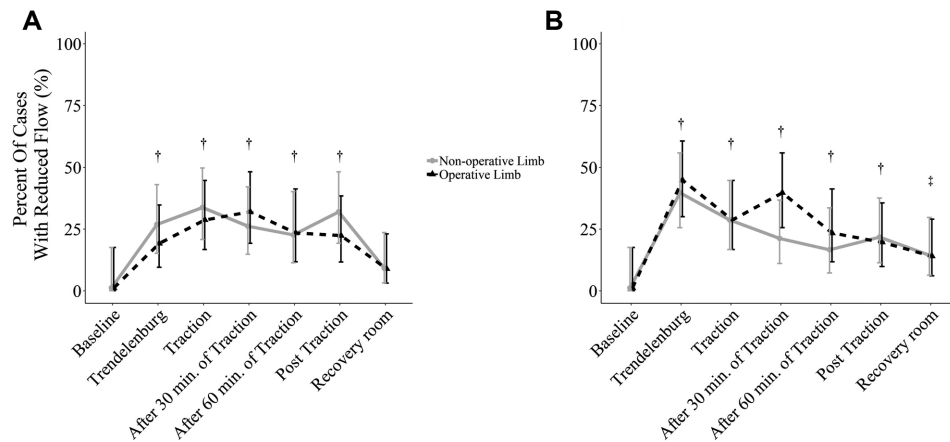 A
Percent Of Cases
With Reduced Flow (%)
100
75
50
25
0
†
†
†
†
†
Baseline
Trendelenburg
Traction
After 30 min. of Traction
After 60 min. of Traction
Post Traction
Recovery room
Non-operative Limb
Operative Limb
B
100
75
50
25
0
†
†
†
†
†
‡
Baseline
Trendelenburg
Traction
After 30 min. of Traction
After 60 min. of Traction
Post Traction
Recovery room